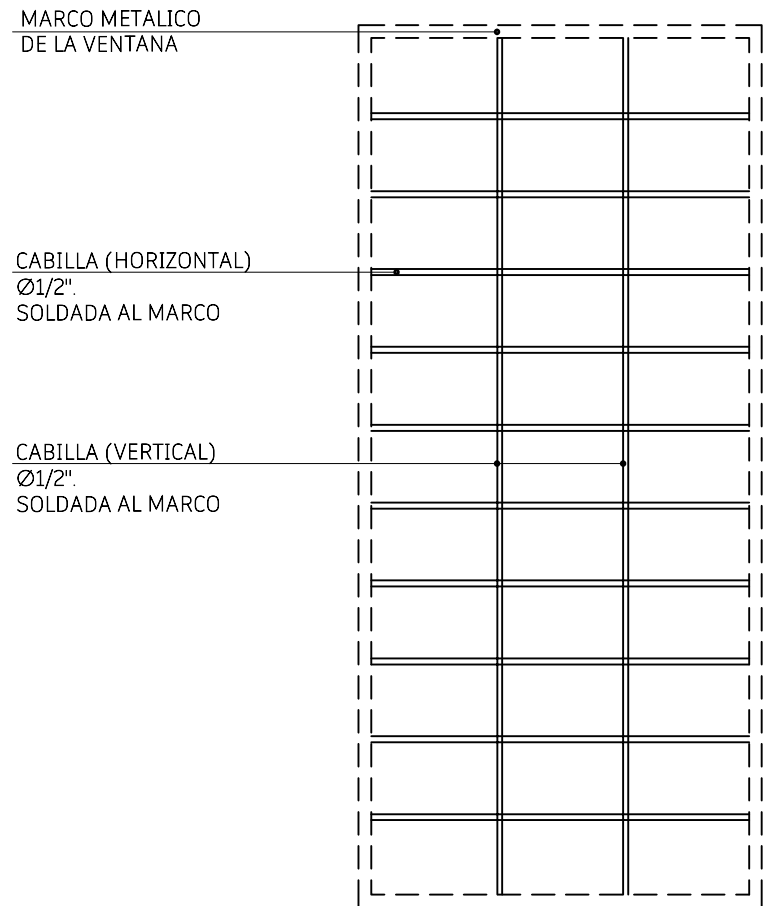 MARCO METALICO
DE LA VENTANA
CABILLA (HORIZONTAL)
Ø1/2".
SOLDADA AL MARCO
CABILLA (VERTICAL)
Ø1/2".
SOLDADA AL MARCO